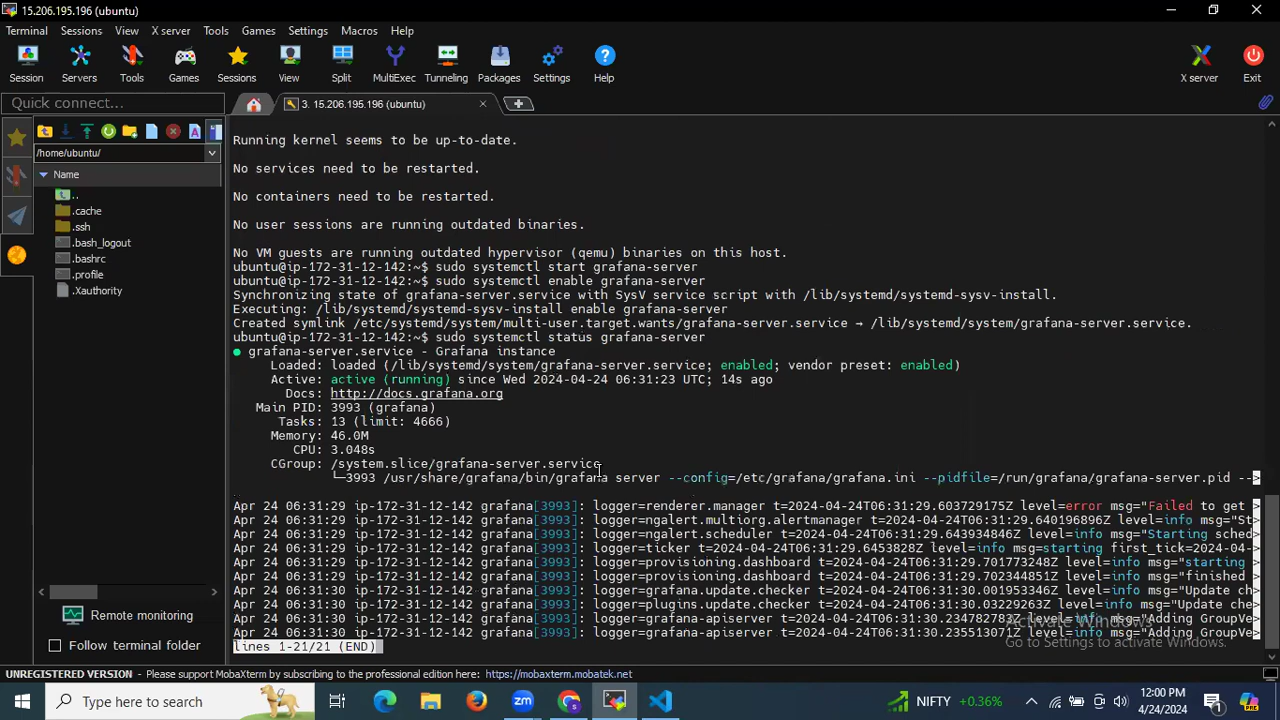 15.206.195.196 (ubuntu)
Terminal Sessions View X server Tools Games Settings Macros Help
Session Servers Tools Games Sessions View Split MultiExec Tunneling Packages Settings Help X server Exit
Quick connect...
3. 15.206.195.196 (ubuntu)
/home/ubuntu/
Name
..
.cache
.ssh
.bash_logout
.bashrc
.profile
.Xauthority
Remote monitoring
Follow terminal folder
Running kernel seems to be up-to-date.
No services need to be restarted.
No containers need to be restarted.
No user sessions are running outdated binaries.
No VM guests are running outdated hypervisor (qemu) binaries on this host.
ubuntu@ip-172-31-12-142:~$ sudo systemctl start grafana-server
ubuntu@ip-172-31-12-142:~$ sudo systemctl enable grafana-server
Synchronizing state of grafana-server.service with SysV service script with /lib/systemd/systemd-sysv-install.
Executing: /lib/systemd/systemd-sysv-install enable grafana-server
Created symlink /etc/systemd/system/multi-user.target.wants/grafana-server.service → /lib/systemd/system/grafana-server.service.
ubuntu@ip-172-31-12-142:~$ sudo systemctl status grafana-server
● grafana-server.service - Grafana instance
Loaded: loaded (/lib/systemd/system/grafana-server.service; enabled; vendor preset: enabled)
Active: active (running) since Wed 2024-04-24 06:31:23 UTC; 14s ago
Docs: http://docs.grafana.org
Main PID: 3993 (grafana)
Tasks: 13 (limit: 4666)
Memory: 46.0M
CPU: 3.048s
CGroup: /system.slice/grafana-server.service
└─3993 /usr/share/grafana/bin/grafana server --config=/etc/grafana/grafana.ini --pidfile=/run/grafana/grafana-server.pid -->
Apr 24 06:31:29 ip-172-31-12-142 grafana[3993]: logger=renderer.manager t=2024-04-24T06:31:29.603729175Z level=error msg="Failed to get >
Apr 24 06:31:29 ip-172-31-12-142 grafana[3993]: logger=ngalert.multiorg.alertmanager t=2024-04-24T06:31:29.640196896Z level=info msg="St>
Apr 24 06:31:29 ip-172-31-12-142 grafana[3993]: logger=ngalert.scheduler t=2024-04-24T06:31:29.643934846Z level=info msg="Starting sched>
Apr 24 06:31:29 ip-172-31-12-142 grafana[3993]: logger=ticker t=2024-04-24T06:31:29.6453828Z level=info msg=starting first_tick=2024-04->
Apr 24 06:31:29 ip-172-31-12-142 grafana[3993]: logger=provisioning.dashboard t=2024-04-24T06:31:29.701773248Z level=info msg="starting >
Apr 24 06:31:29 ip-172-31-12-142 grafana[3993]: logger=provisioning.dashboard t=2024-04-24T06:31:29.702344851Z level=info msg="finished >
Apr 24 06:31:30 ip-172-31-12-142 grafana[3993]: logger=grafana.update.checker t=2024-04-24T06:31:30.001953346Z level=info msg="Update ch>
Apr 24 06:31:30 ip-172-31-12-142 grafana[3993]: logger=plugins.update.checker t=2024-04-24T06:31:30.03229263Z level=info msg="Update che>
Apr 24 06:31:30 ip-172-31-12-142 grafana[3993]: logger=grafana-apiserver t=2024-04-24T06:31:30.234782783Z level=info msg="Adding GroupVe>
Apr 24 06:31:30 ip-172-31-12-142 grafana[3993]: logger=grafana-apiserver t=2024-04-24T06:31:30.235513071Z level=info msg="Adding GroupVe>
lines 1-21/21 (END)
Activate Windows
Go to Settings to activate Windows.
UNREGISTERED VERSION - Please support MobaXterm by subscribing to the professional edition here: https://mobaxterm.mobatek.net
Type here to search
zm
NIFTY +0.36%
12:00 PM
4/24/2024
1
PRE